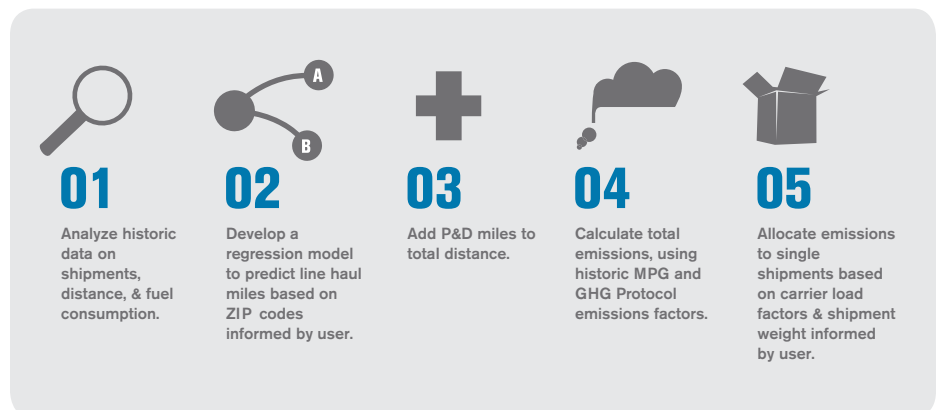 A
B
01
Analyze historic
data on
shipments,
distance, & fuel
consumption.
02
Develop a
regression model
to predict line haul
miles based on
ZIP codes
informed by user.
03
Add P&D miles to
total distance.
04
Calculate total
emissions, using
historic MPG and
GHG Protocol
emissions factors.
05
Allocate emissions
to single
shipments based
on carrier load
factors & shipment
weight informed
by user.